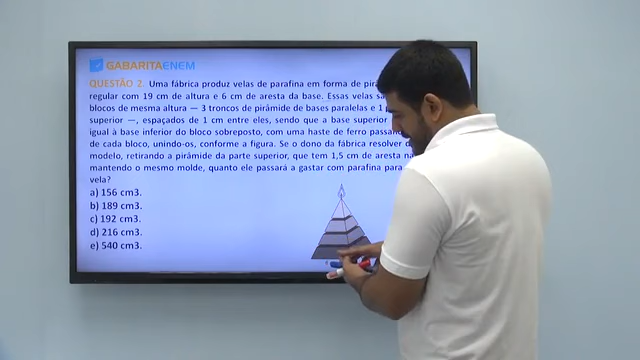 GABARITAENEM
QUESTÃO 2. Uma fábrica produz velas de parafina em forma de
regular com 19 cm de altura e 6 cm de aresta da base. Essas velas
blocos de mesma altura — 3 troncos de pirâmide de bases paralelas e 1
superior —, espaçados de 1 cm entre eles, sendo que a base superior
igual à base inferior do bloco sobreposto, com uma haste de ferro
de cada bloco, unindo-os, conforme a figura. Se o dono da fábrica resolver
modelo, retirando a pirâmide da parte superior, que tem 1,5 cm de aresta
mantendo o mesmo molde, quanto ele passará a gastar com parafina para
vela?
a) 156 cm3.
b) 189 cm3.
c) 192 cm3.
d) 216 cm3.
e) 540 cm3.